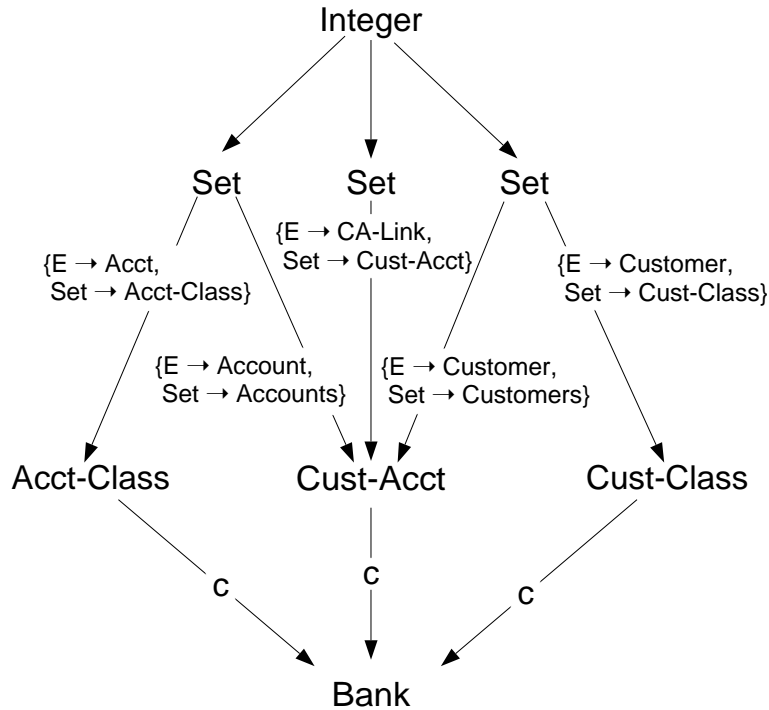 Integer
Set
Set
Set
{E → CA-Link,
Set → Cust-Acct}
{E → Acct,
Set → Acct-Class}
{E → Customer,
Set → Cust-Class}
{E → Account,
Set → Accounts}
{E → Customer,
Set → Customers}
Acct-Class
Cust-Acct
Cust-Class
c
c
c
Bank